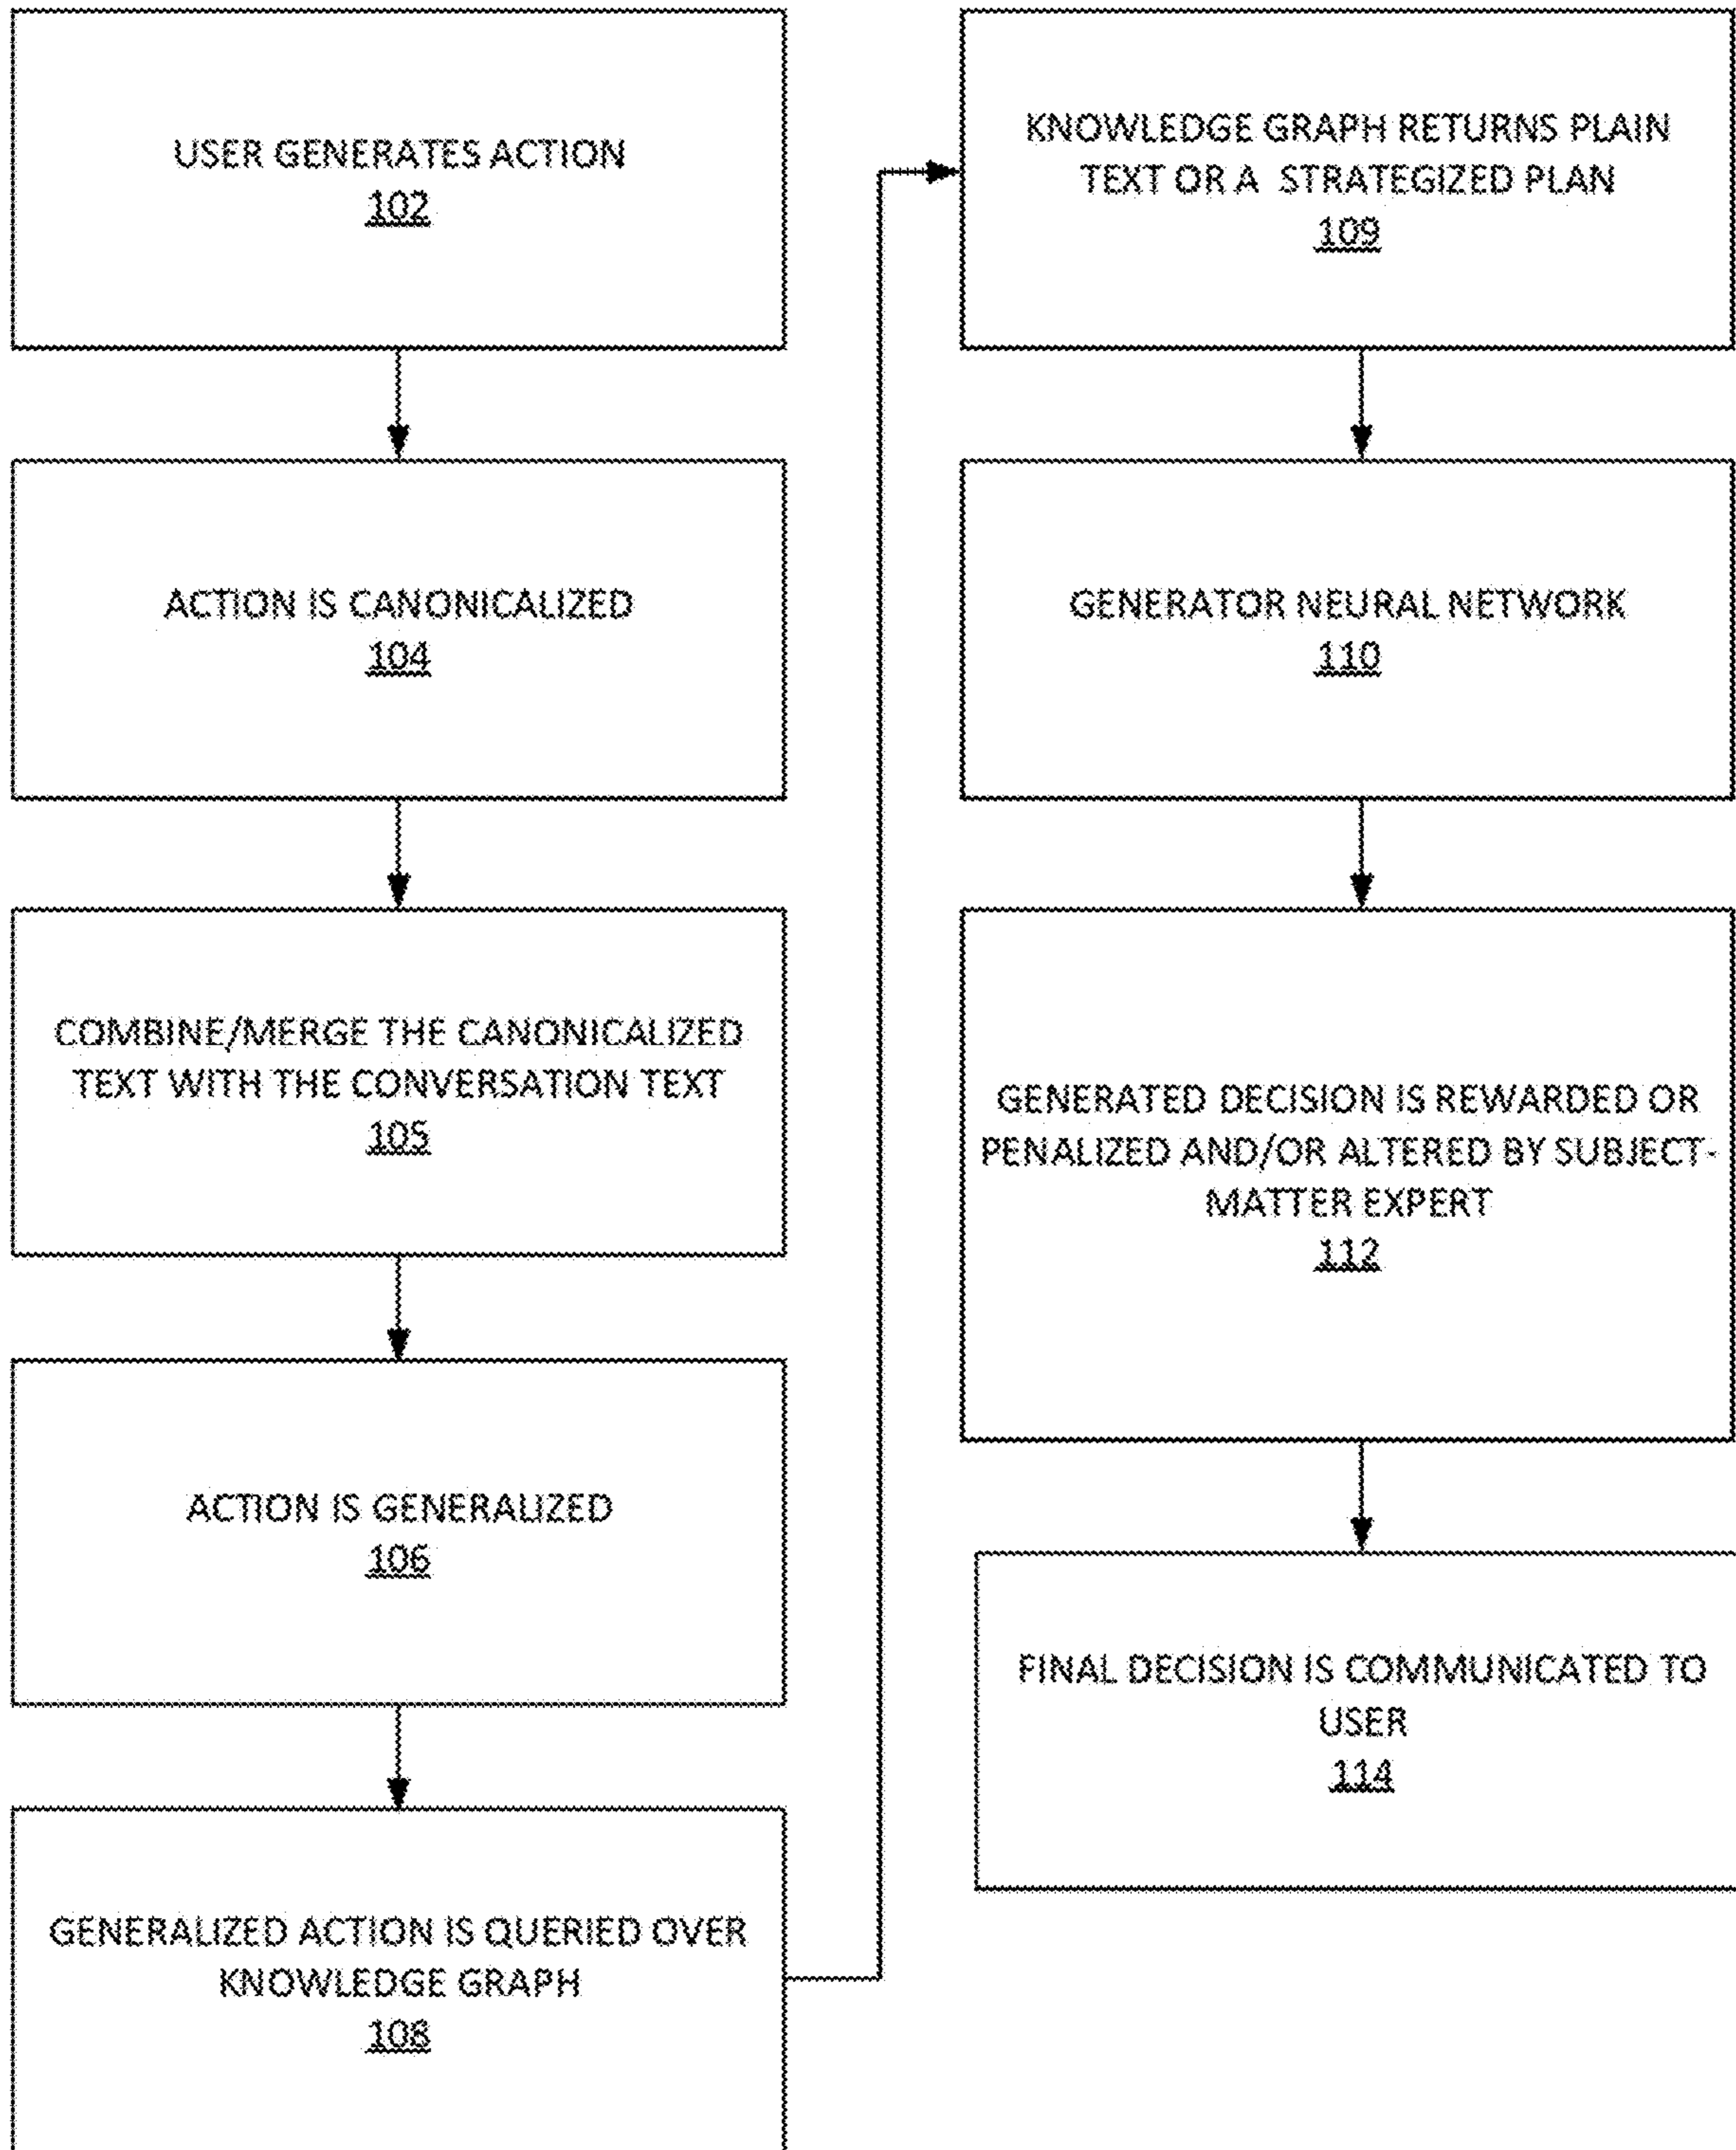 USER GENERATES ACTION
102
ACTION IS CANONICALIZED
104
COMBINE/MERGE THE CANONICALIZED
TEXT WITH THE CONVERSATION TEXT
105
ACTION IS GENERALIZED
106
GENERALIZED ACTION IS QUERIED OVER
KNOWLEDGE GRAPH
108
KNOWLEDGE GRAPH RETURNS PLAIN
TEXT OR A STRATEGIZED PLAN
109
GENERATOR NEURAL NETWORK
110
GENERATED DECISION IS REWARDED OR
PENALIZED AND/OR ALTERED BY SUBJECT-
MATTER EXPERT
112
FINAL DECISION IS COMMUNICATED TO
USER
114